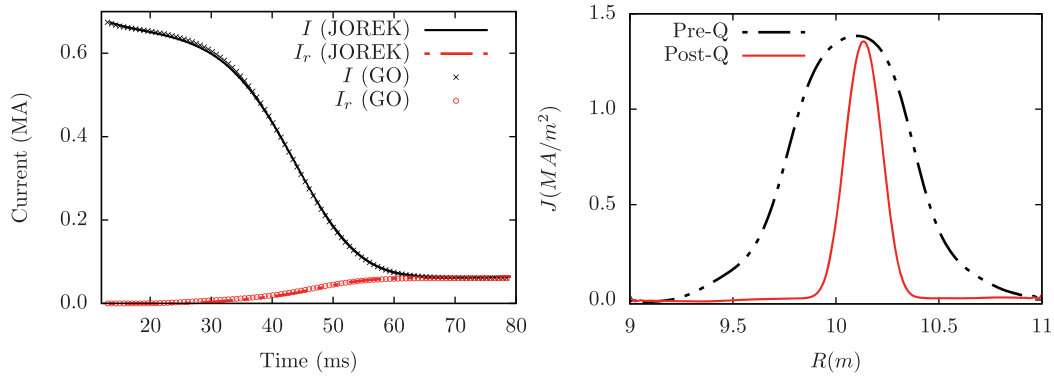 Current (MA)
0.6
0.4
0.2
0.0
I (JOREK)
I_r (JOREK)
I (GO)
I_r (GO)
20 30 40 50 60 70 80
Time (ms)
J(MA/m²)
1.5
1.0
0.5
0.0
Pre-Q
Post-Q
9 9.5 10 10.5 11
R(m)